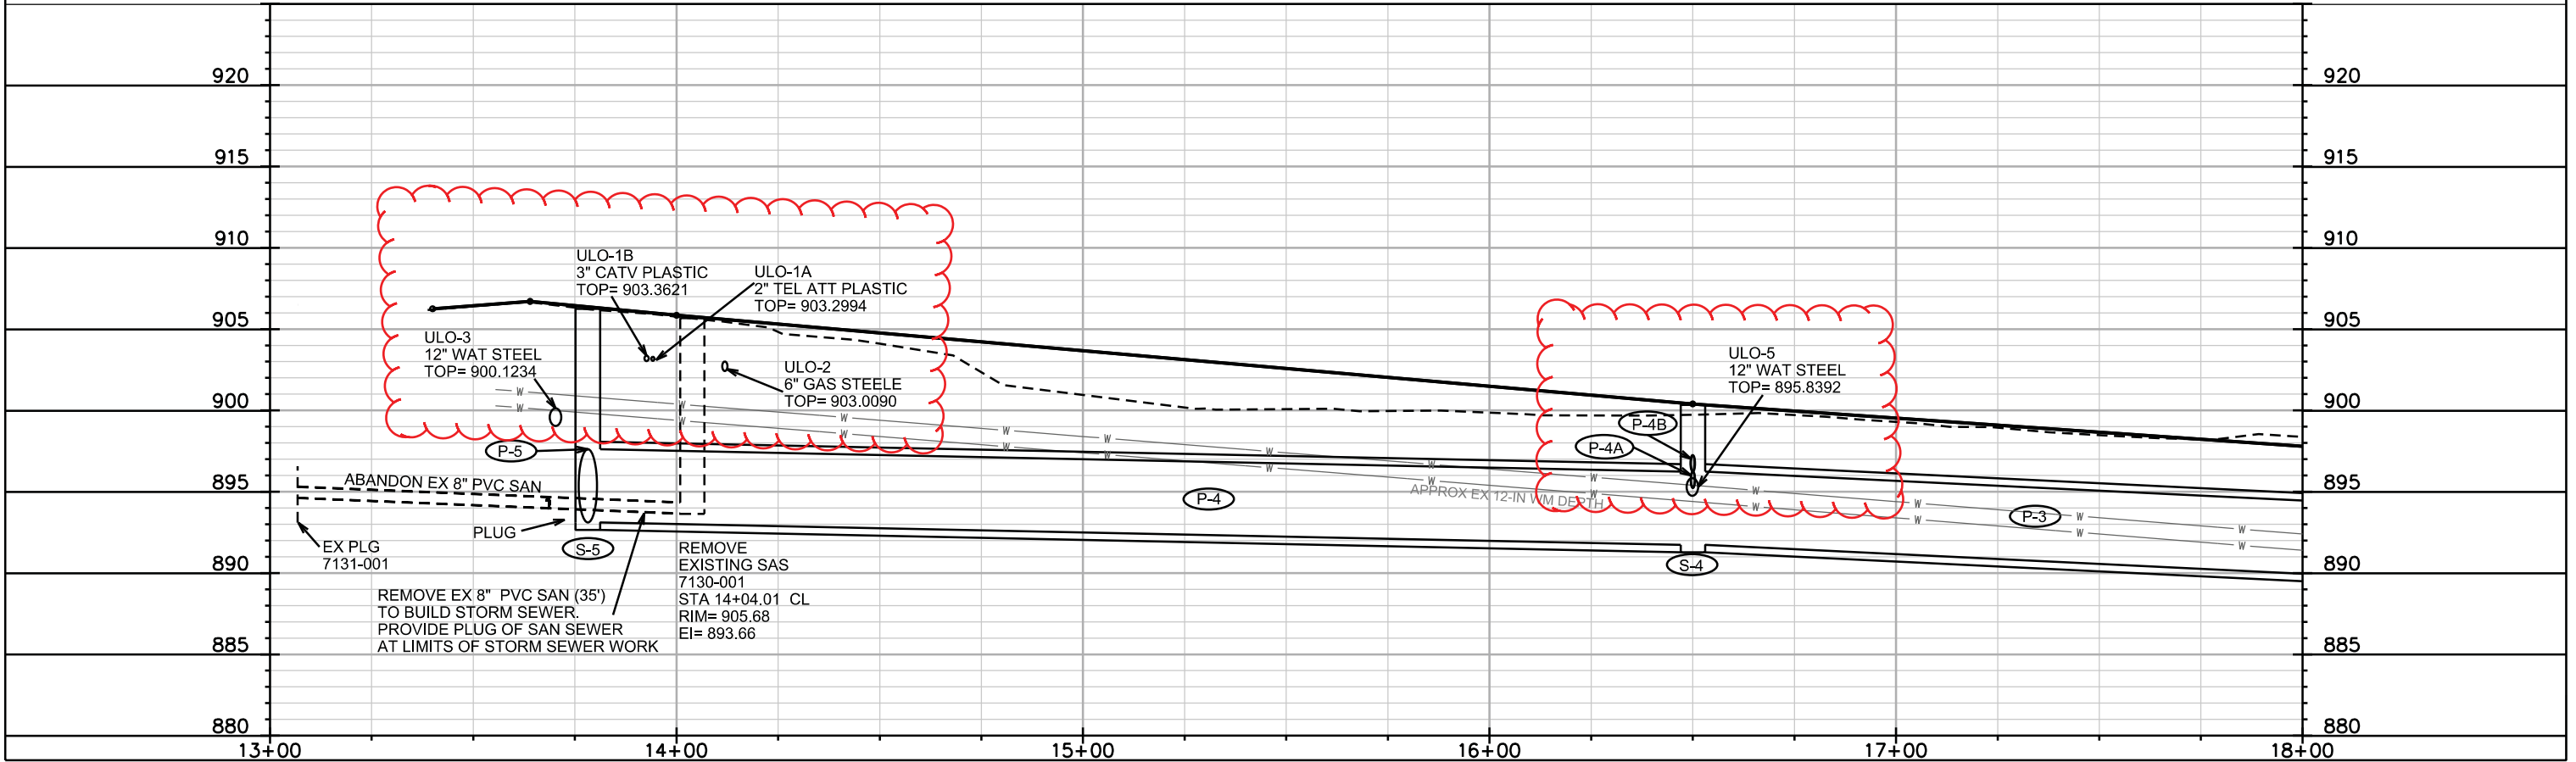 920
920
915
915
910
910
ULO-1B
3" CATV PLASTIC
TOP= 903.3621
ULO-1A
2" TEL ATT PLASTIC
TOP= 903.2994
905
905
ULO-3
12" WAT STEEL
TOP= 900.1234
ULO-2
6" GAS STEELE
TOP= 903.0090
ULO-5
12" WAT STEEL
TOP= 895.8392
900
900
W W W W W W W W W W W W
W W W W W W W W W W W W
P-4B
P-4A
P-5
895
895
ABANDON EX 8" PVC SAN
APPROX EX 12-IN WM DEPTH
P-4
P-3
PLUG
S-5
S-4
EX PLG
7131-001
890
890
REMOVE
EXISTING SAS
7130-001
STA 14+04.01 CL
RIM= 905.68
EI= 893.66
REMOVE EX 8" PVC SAN (35')
TO BUILD STORM SEWER.
PROVIDE PLUG OF SAN SEWER
AT LIMITS OF STORM SEWER WORK
885
885
880
880
13+00
14+00
15+00
16+00
17+00
18+00